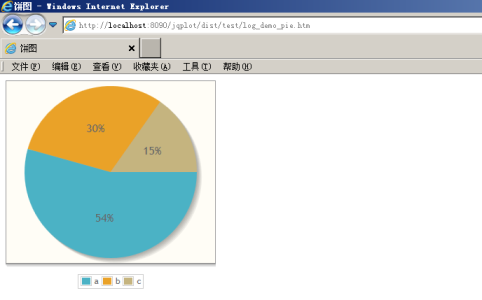 饼图 - Windows Internet Explorer
http://localhost:8090/jqplot/dist/test/log_demo_pie.htm
饼图
文件(F) 编辑(E) 查看(V) 收藏夹(A) 工具(T) 帮助(H)
30%
15%
54%
a b c